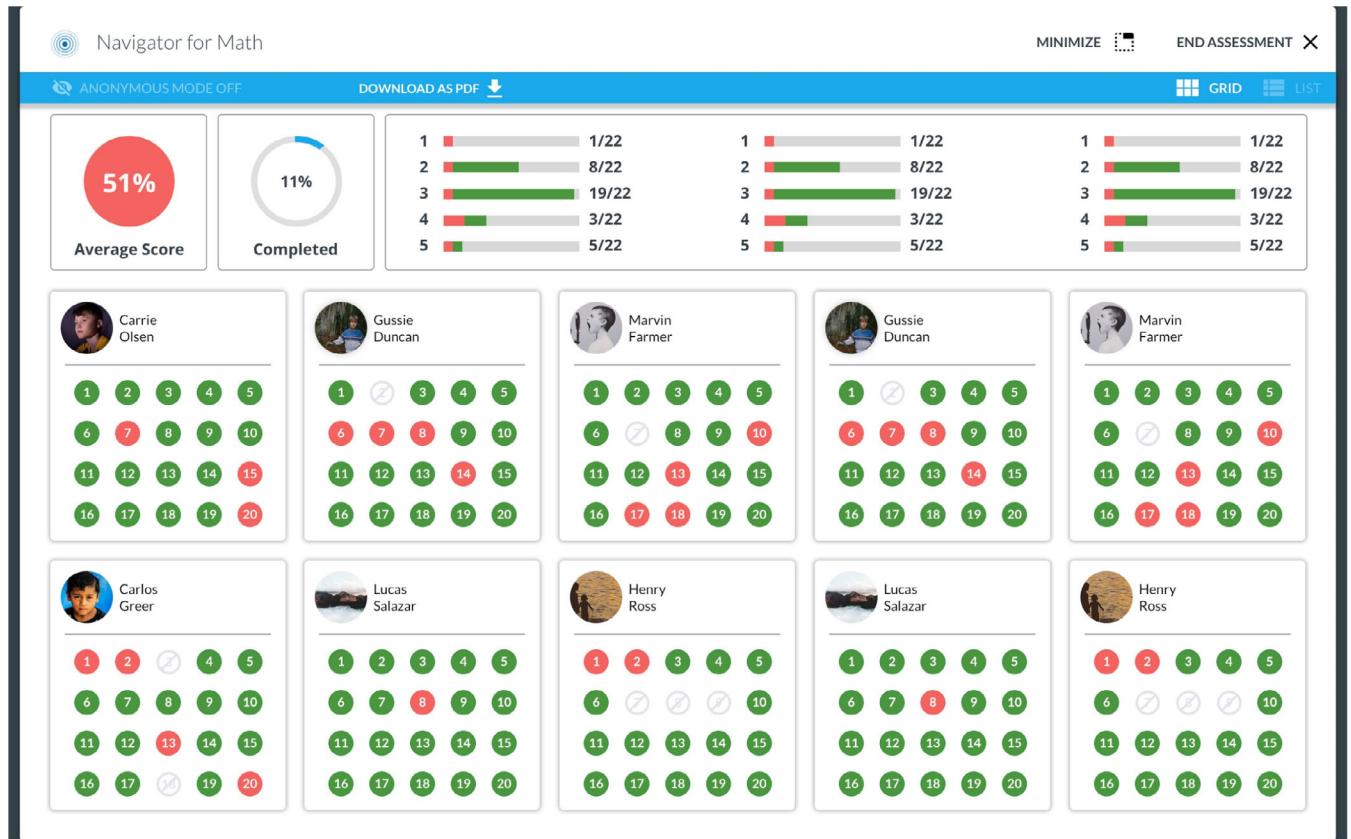 Navigator for Math
MINIMIZE
END ASSESSMENT
ANONYMOUS MODE OFF
DOWNLOAD AS PDF
GRID
LIST
51%
Average Score
11%
Completed
1 1/22 1 1/22 1 1/22
2 8/22 2 8/22 2 8/22
3 19/22 3 19/22 3 19/22
4 3/22 4 3/22 4 3/22
5 5/22 5 5/22 5 5/22
Carrie
Olsen
1 2 3 4 5
6 7 8 9 10
11 12 13 14 15
16 17 18 19 20
Gussie
Duncan
1 2 3 4 5
6 7 8 9 10
11 12 13 14 15
16 17 18 19 20
Marvin
Farmer
1 2 3 4 5
6 7 8 9 10
11 12 13 14 15
16 17 18 19 20
Gussie
Duncan
1 2 3 4 5
6 7 8 9 10
11 12 13 14 15
16 17 18 19 20
Marvin
Farmer
1 2 3 4 5
6 7 8 9 10
11 12 13 14 15
16 17 18 19 20
Carlos
Greer
1 2 3 4 5
6 7 8 9 10
11 12 13 14 15
16 17 18 19 20
Lucas
Salazar
1 2 3 4 5
6 7 8 9 10
11 12 13 14 15
16 17 18 19 20
Henry
Ross
1 2 3 4 5
6 7 8 9 10
11 12 13 14 15
16 17 18 19 20
Lucas
Salazar
1 2 3 4 5
6 7 8 9 10
11 12 13 14 15
16 17 18 19 20
Henry
Ross
1 2 3 4 5
6 7 8 9 10
11 12 13 14 15
16 17 18 19 20